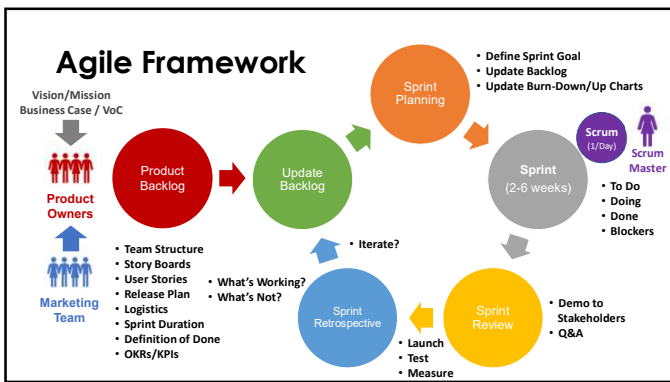 Agile Framework
Vision/Mission
Business Case / VoC
Product
Owners
Marketing
Team
Product
Backlog
• Team Structure
• Story Boards
• User Stories
• Release Plan
• Logistics
• Sprint Duration
• Definition of Done
• OKRs/KPIs
Update
Backlog
Sprint
Planning
• Define Sprint Goal
• Update Backlog
• Update Burn-Down/Up Charts
Sprint
(2-6 weeks)
Scrum
(1/Day)
Scrum
Master
• To Do
• Doing
• Done
• Blockers
Sprint
Review
• Demo to
Stakeholders
• Q&A
• Launch
• Test
• Measure
Sprint
Retrospective
• What's Working?
• What's Not?
• Iterate?